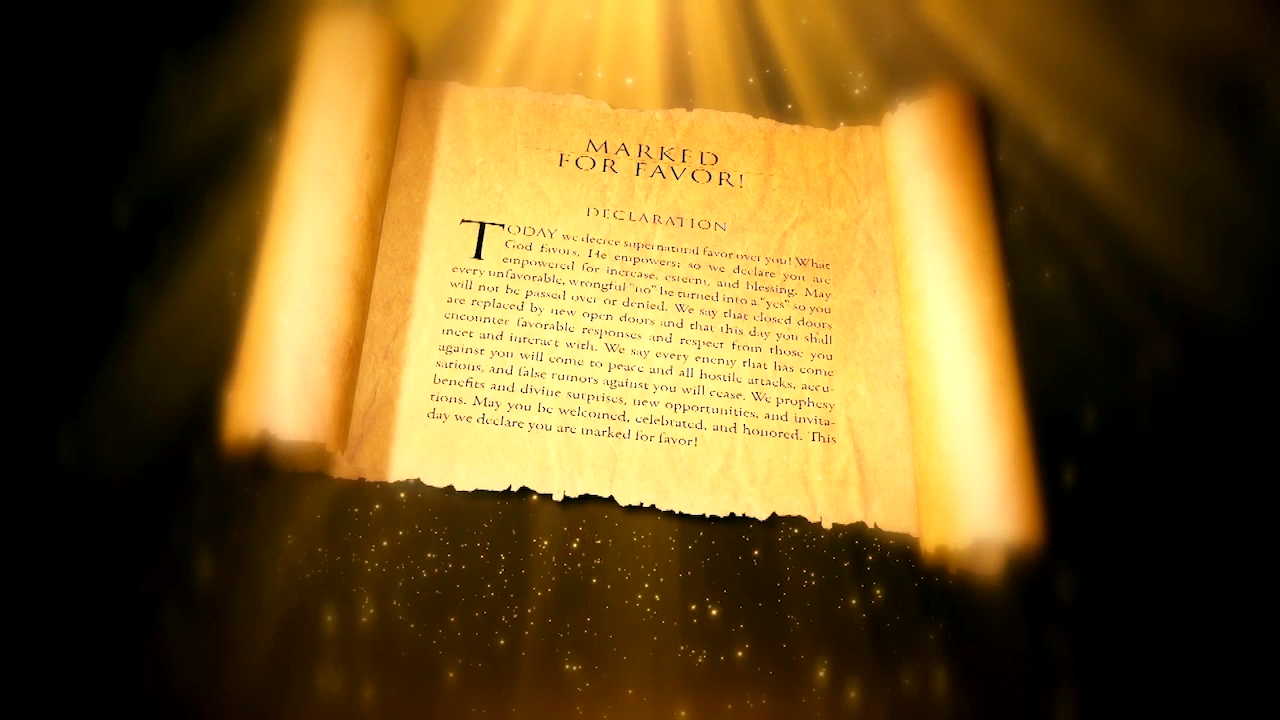 MARKED
FOR FAVOR!
DECLARATION
TODAY we decree supernatural favor over you! What
God favors, He empowers; so we declare you are
empowered for increase, esteem, and blessing. May
every unfavorable, wrongful "no" be turned into a "yes" so you
will not be passed over or denied. We say that closed doors
are replaced by new open doors and that this day you shall
encounter favorable responses and respect from those you
meet and interact with. We say every enemy that has come
against you will come to peace and all hostile attacks, accu-
sations, and false rumors against you will cease. We prophesy
benefits and divine surprises, new opportunities, and invita-
tions. May you be welcomed, celebrated, and honored. This
day we declare you are marked for favor!